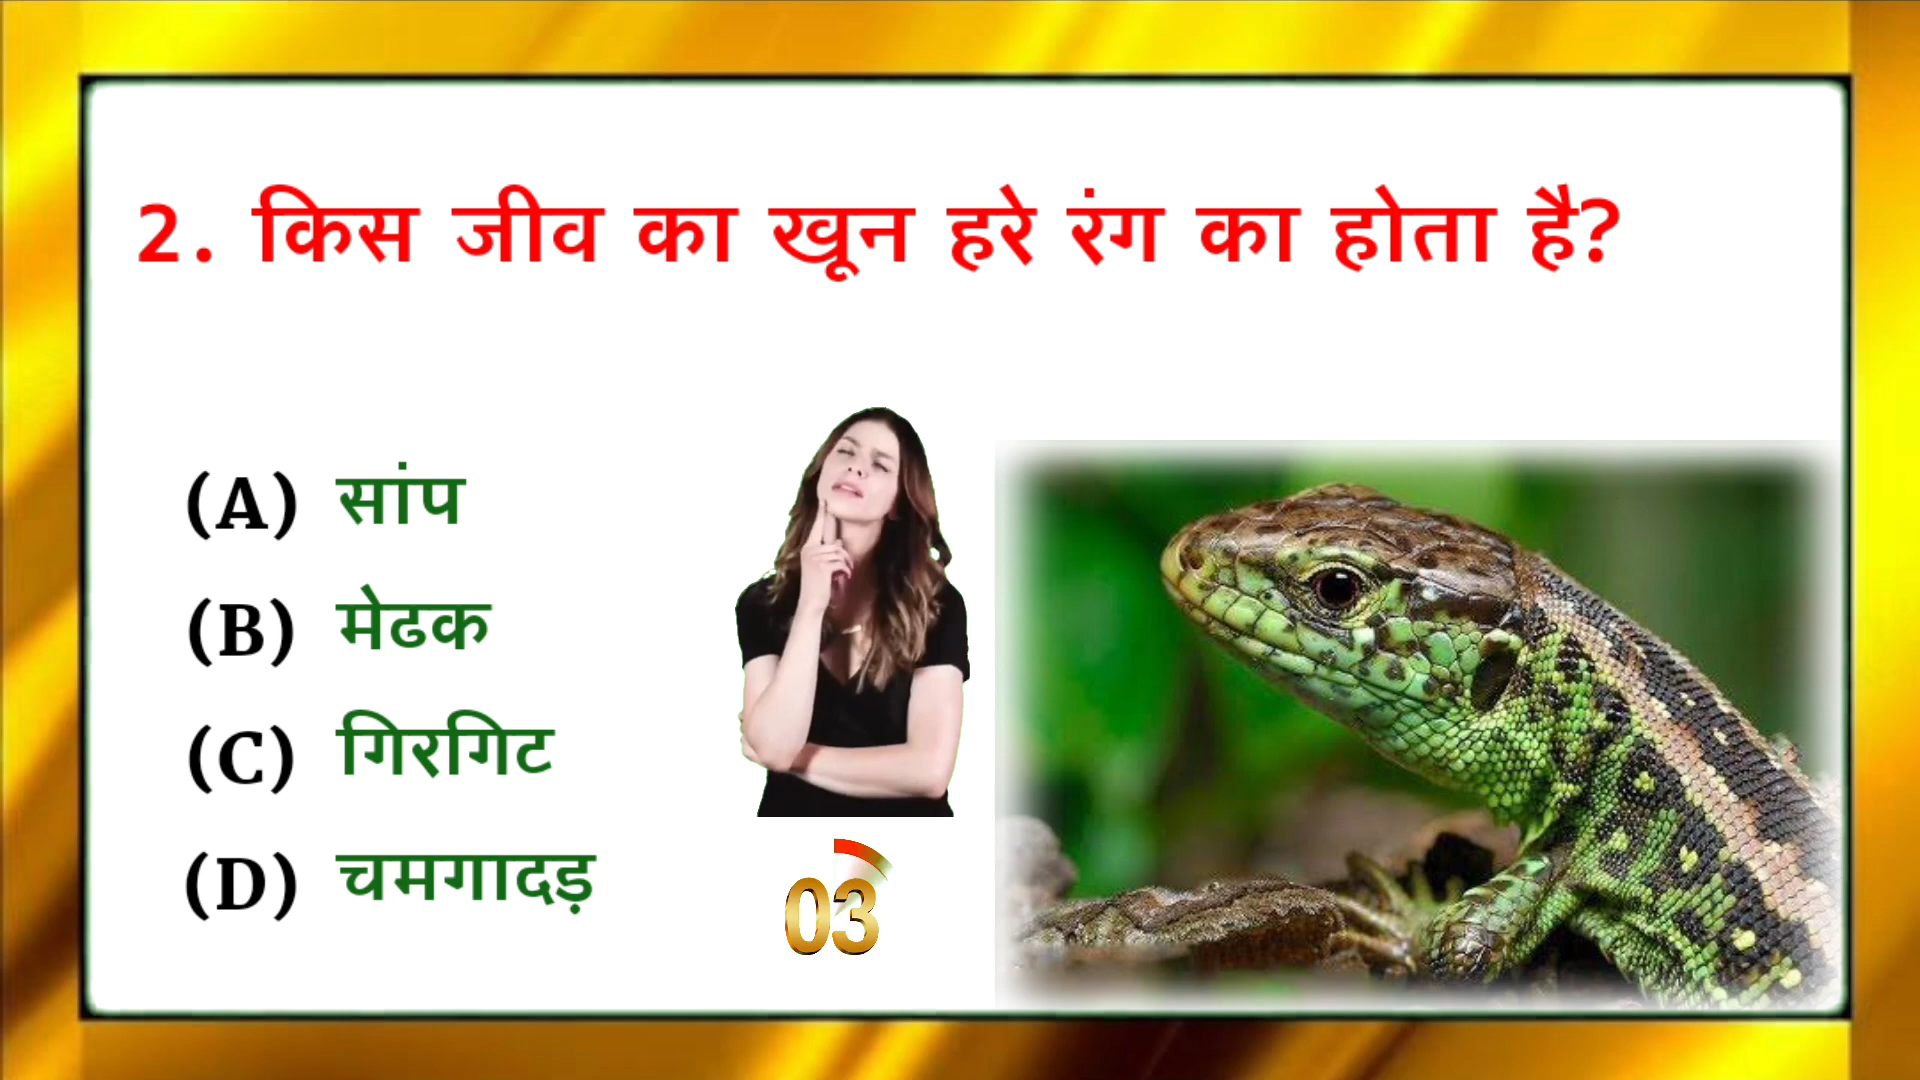 2. किस जीव का खून हरे रंग का होता है?
(A) सांप
(B) मेढक
(C) गिरगिट
(D) चमगादड़
03